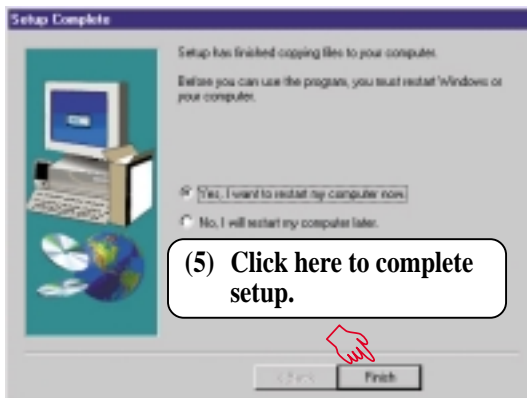 Setup Complete
Setup has finished copying files to your computer.
Before you can use the program, you must restart Windows or
your computer.
Yes, I want to restart my computer now.
No, I will restart my computer later.
(5) Click here to complete
setup.
< Back
Finish